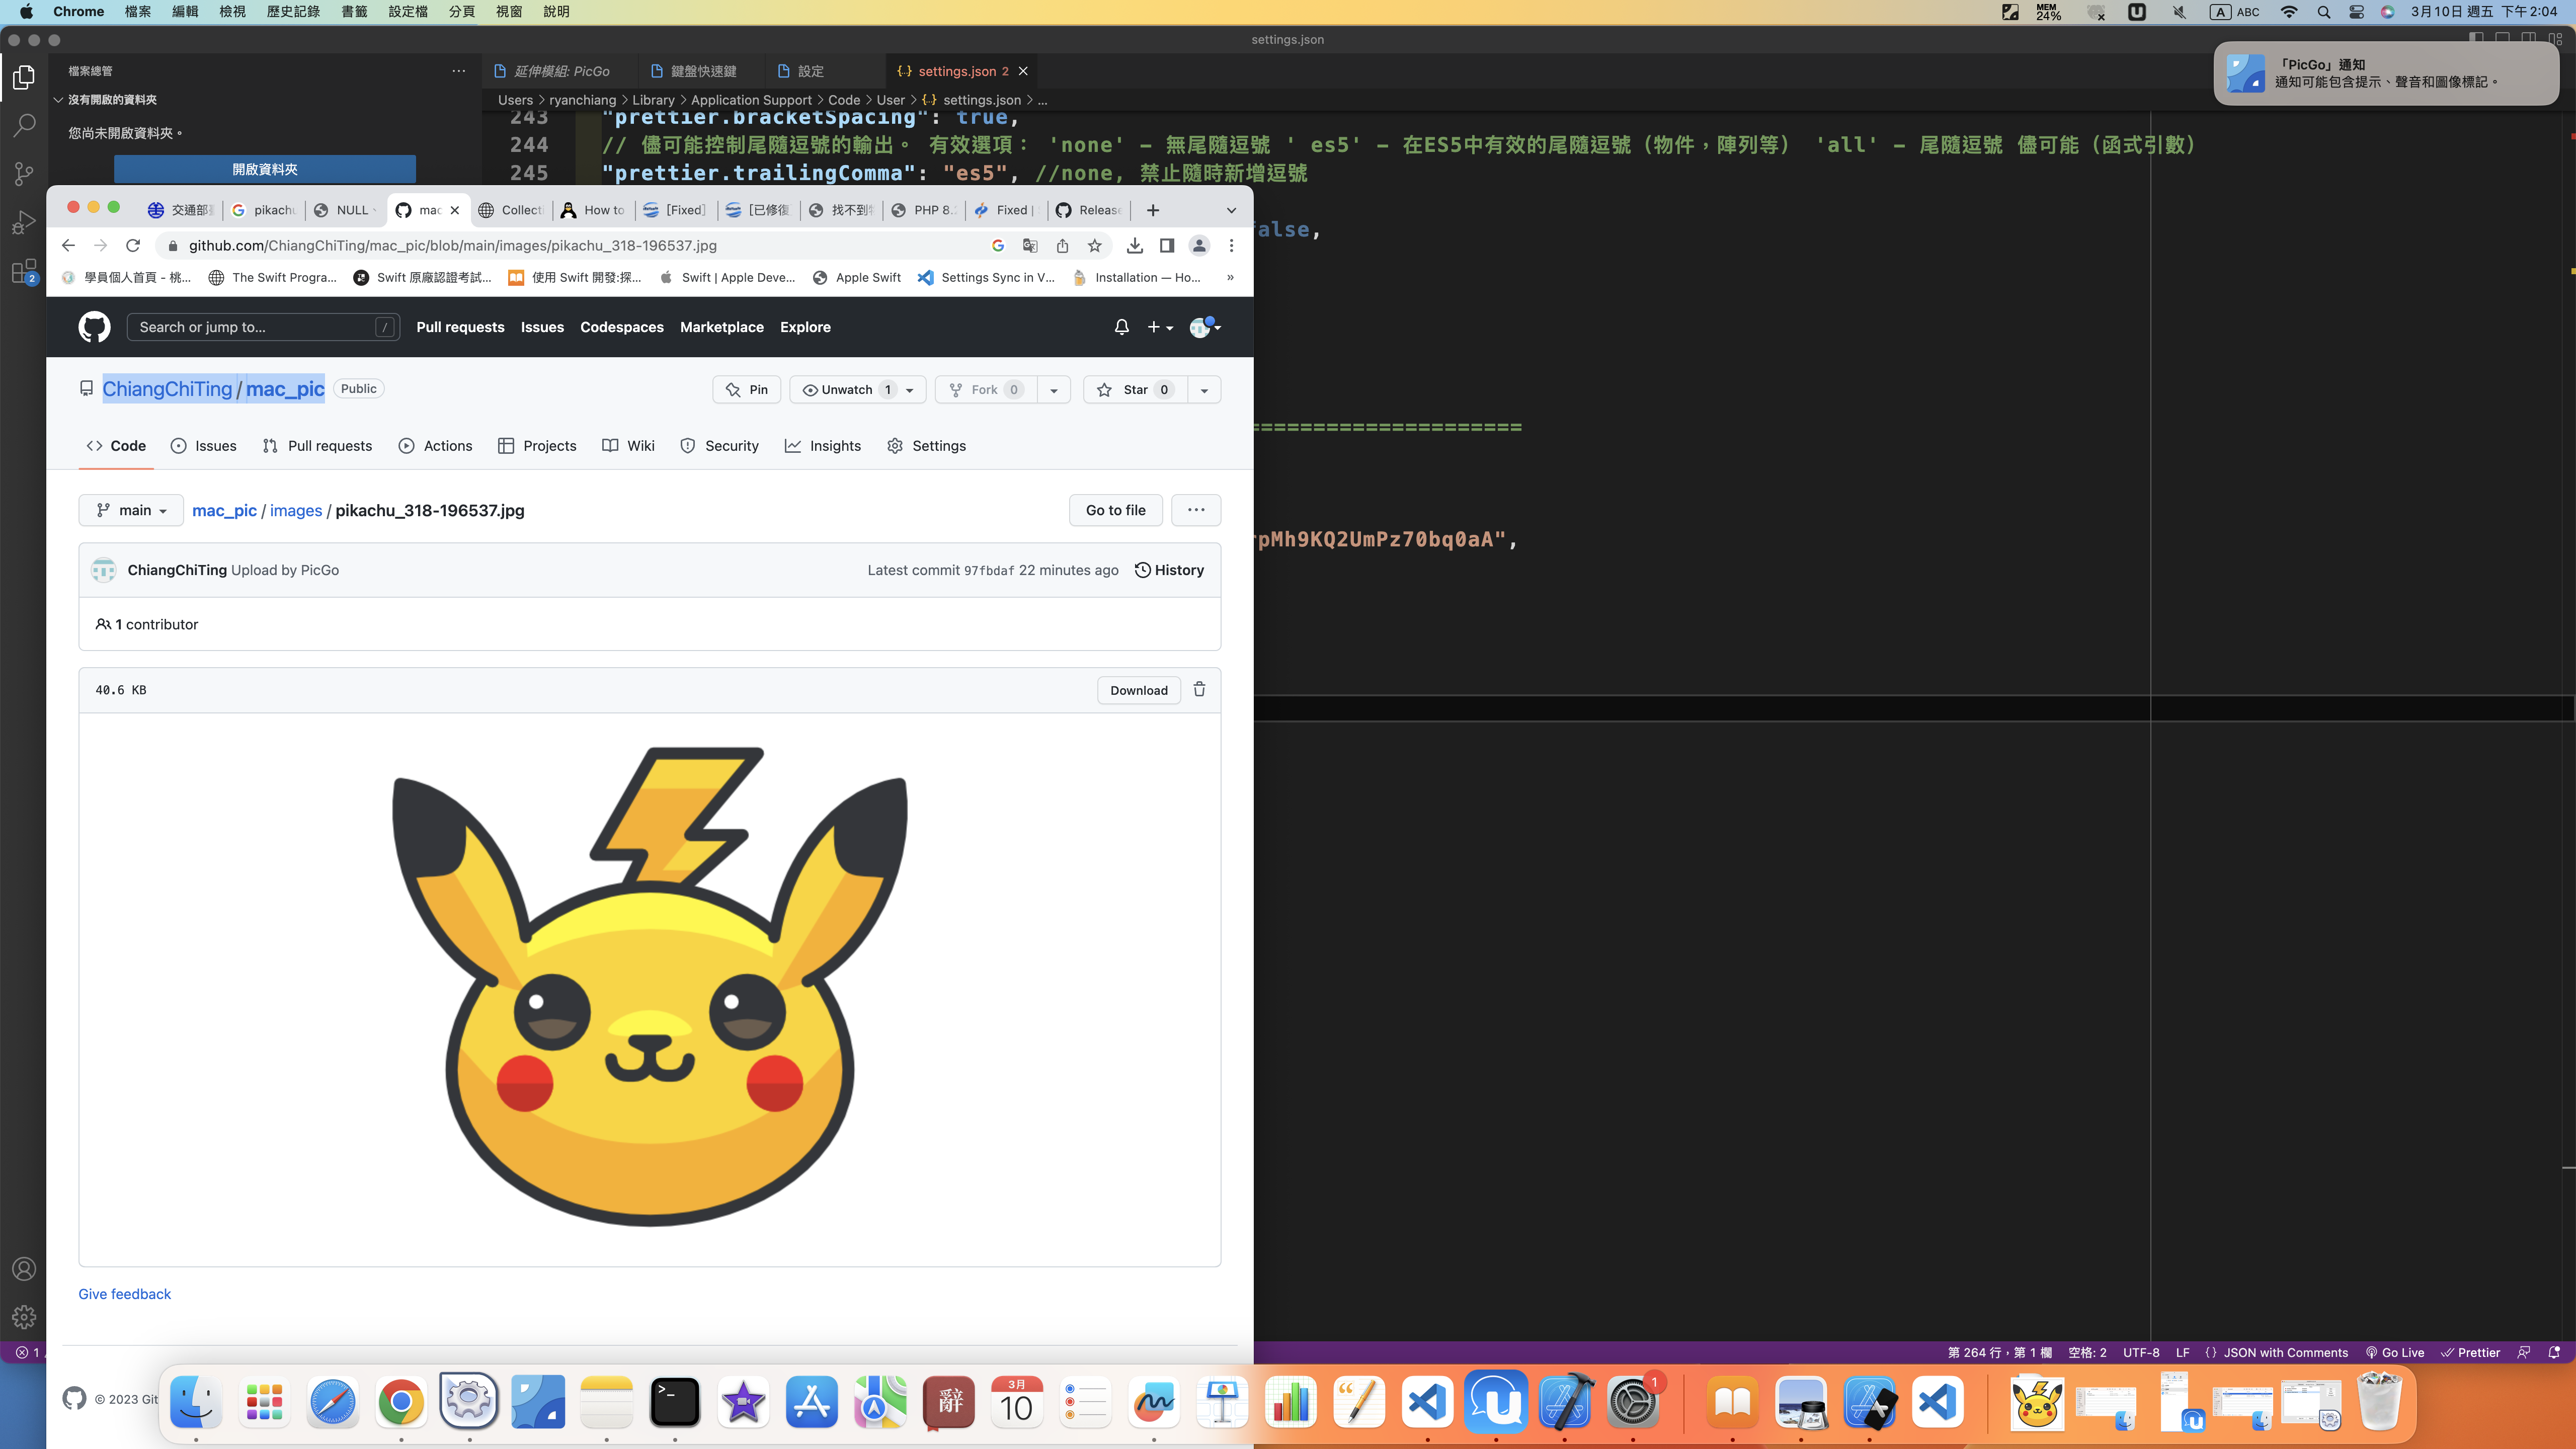 Chrome 檔案 編輯 檢視 歷史記錄 書籤 設定檔 分頁 視窗 說明
MEM 24% A ABC 3月10日 週五 下午2:04
settings.json
檔案總管 ...
延伸模組: PicGo 鍵盤快速鍵 設定 {..} settings.json 2
「PicGo」通知
通知可能包含提示、聲音和圖像標記。
沒有開啟的資料夾
Users > ryanchiang > Library > Application Support > Code > User > {..} settings.json > ...
您尚未開啟資料夾。
開啟資料夾
243 "prettier.bracketSpacing": true,
244 // 儘可能控制尾隨逗號的輸出。 有效選項： 'none' - 無尾隨逗號 ' es5' - 在ES5中有效的尾隨逗號（物件，陣列等） 'all' - 尾隨逗號 儘可能（函式引數）
245 "prettier.trailingComma": "es5", //none, 禁止隨時新增逗號
alse,
=====================
pMh9KQ2UmPz70bq0aA",
2
交通部 pikach NULL mac Collecti How to [Fixed] [已修復 找不到 PHP 8. Fixed | Release
github.com/ChiangChiTing/mac_pic/blob/main/images/pikachu_318-196537.jpg
學員個人首頁 - 桃... The Swift Progra... Swift 原廠認證考試... 使用 Swift 開發:探... Swift | Apple Deve... Apple Swift Settings Sync in V... Installation — Ho... »
Search or jump to... / Pull requests Issues Codespaces Marketplace Explore
ChiangChiTing / mac_pic Public Pin Unwatch 1 Fork 0 Star 0
Code Issues Pull requests Actions Projects Wiki Security Insights Settings
main mac_pic / images / pikachu_318-196537.jpg Go to file ...
ChiangChiTing Upload by PicGo Latest commit 97fbdaf 22 minutes ago History
1 contributor
40.6 KB Download
Give feedback
© 2023 Git
1 第 264 行，第 1 欄 空格: 2 UTF-8 LF {} JSON with Comments Go Live Prettier
辭 3月 10 1